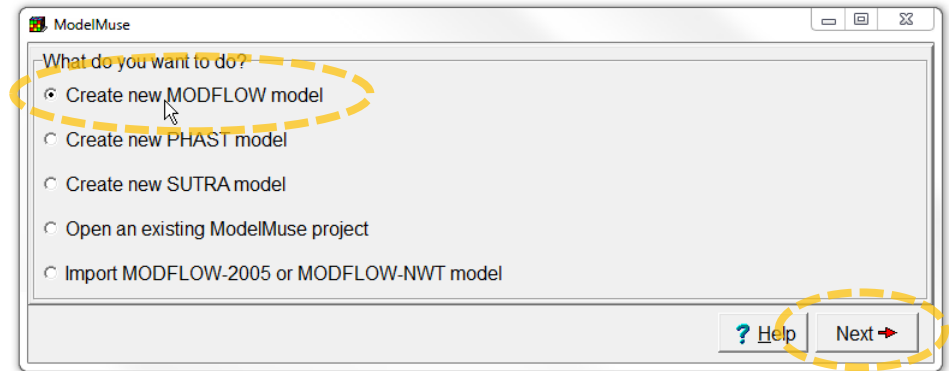 ModelMuse
What do you want to do?
Create new MODFLOW model
Create new PHAST model
Create new SUTRA model
Open an existing ModelMuse project
Import MODFLOW-2005 or MODFLOW-NWT model
? Help
Next